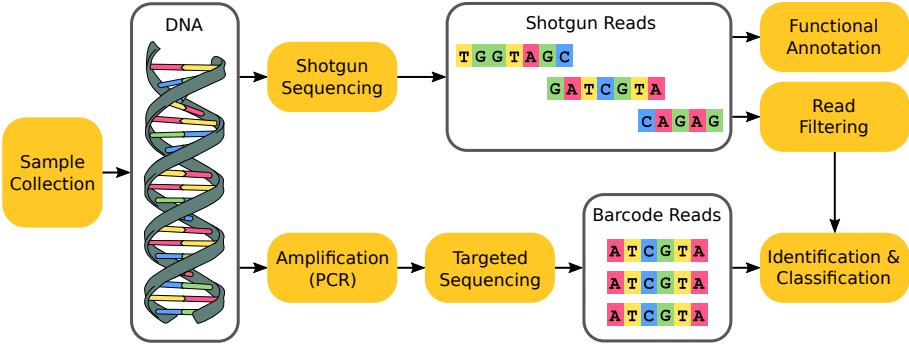 Sample
Collection
DNA
Shotgun
Sequencing
Shotgun Reads
TGGTAGC
GATCGTA
CAGAG
Functional
Annotation
Read
Filtering
Amplification
(PCR)
Targeted
Sequencing
Barcode Reads
ATCGTA
ATCGTA
ATCGTA
Identification &
Classification